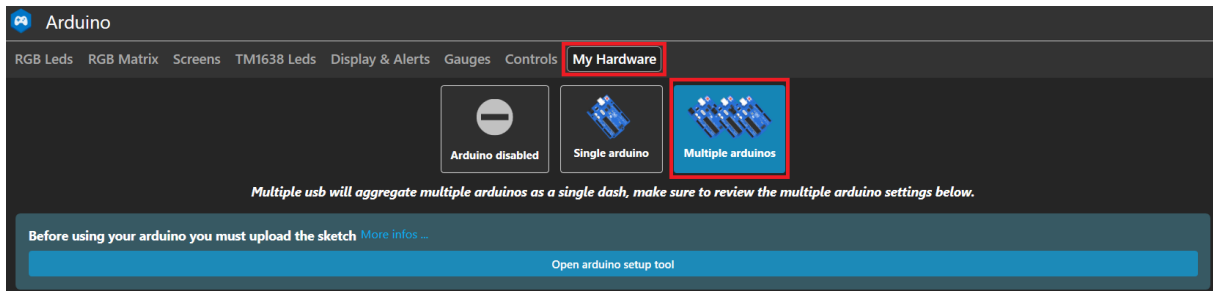 Arduino
RGB Leds RGB Matrix Screens TM1638 Leds Display & Alerts Gauges Controls My Hardware
Arduino disabled Single arduino Multiple arduinos
Multiple usb will aggregate multiple arduinos as a single dash, make sure to review the multiple arduino settings below.
Before using your arduino you must upload the sketch More infos ...
Open arduino setup tool